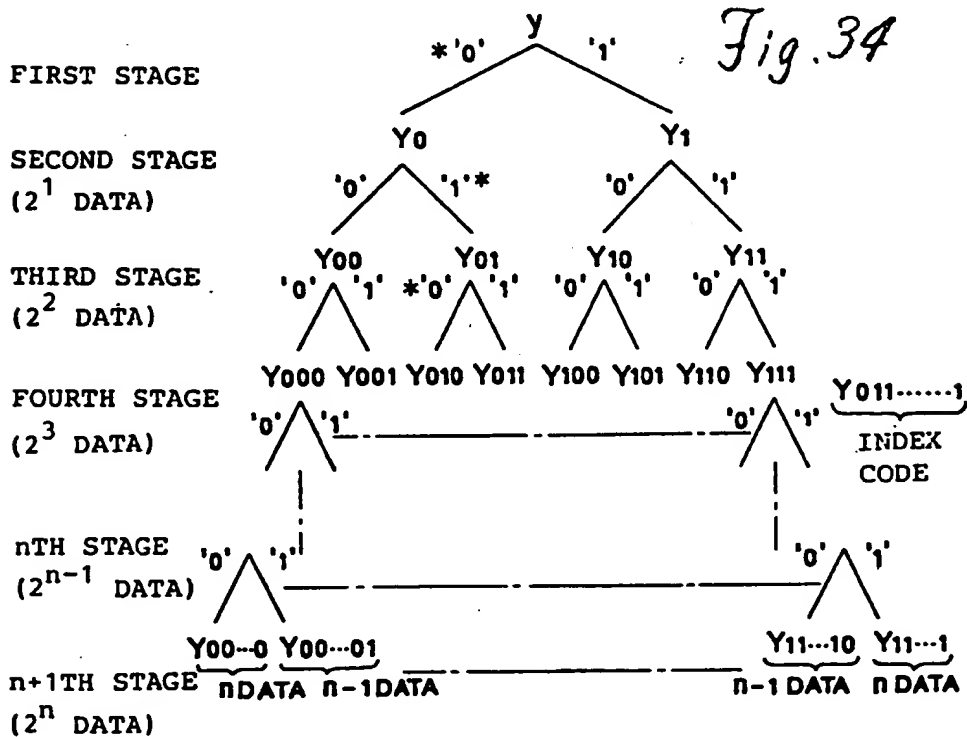 Fig. 34
y
*'0' '1'
FIRST STAGE
Y0 Y1
SECOND STAGE
(2^1 DATA)
'0' '1'* '0' '1'
Y00 Y01 Y10 Y11
THIRD STAGE
(2^2 DATA)
'0' '1' *'0' '1' '0' '1' '0' '1'
Y000 Y001 Y010 Y011 Y100 Y101 Y110 Y111
FOURTH STAGE
(2^3 DATA)
'0' '1' '0' '1'
Y011......1
INDEX
CODE
nTH STAGE
(2^n-1 DATA)
'0' '1' '0' '1'
Y00...0 Y00...01 Y11...10 Y11...1
n DATA n-1 DATA n-1 DATA n DATA
n+1TH STAGE
(2^n DATA)